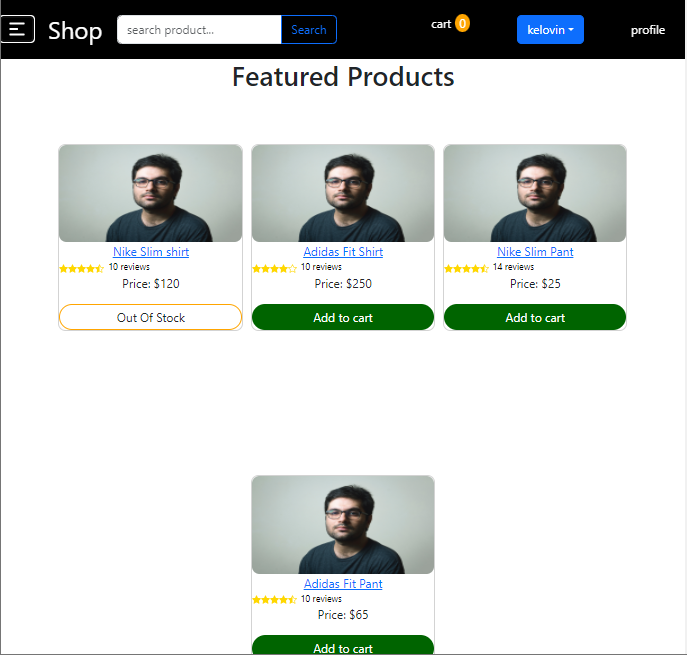 Shop
search product...
Search
cart 0
kelovin
profile
Featured Products
Nike Slim shirt
10 reviews
Price: $120
Out Of Stock
Adidas Fit Shirt
10 reviews
Price: $250
Add to cart
Nike Slim Pant
14 reviews
Price: $25
Add to cart
Adidas Fit Pant
10 reviews
Price: $65
Add to cart